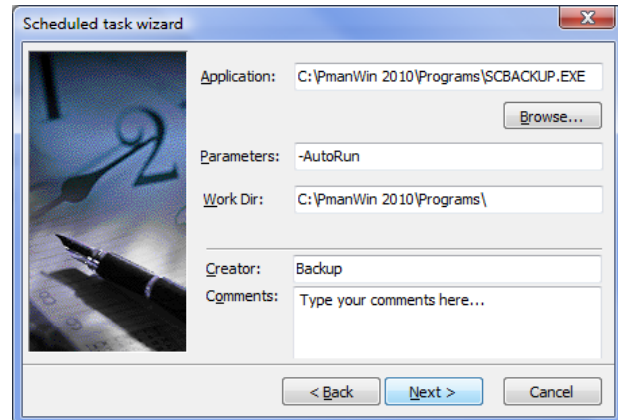 Scheduled task wizard
Application: C:\PmanWin 2010\Programs\SCBACKUP.EXE
Browse...
Parameters: -AutoRun
Work Dir: C:\PmanWin 2010\Programs\
Creator: Backup
Comments: Type your comments here...
< Back Next > Cancel
2